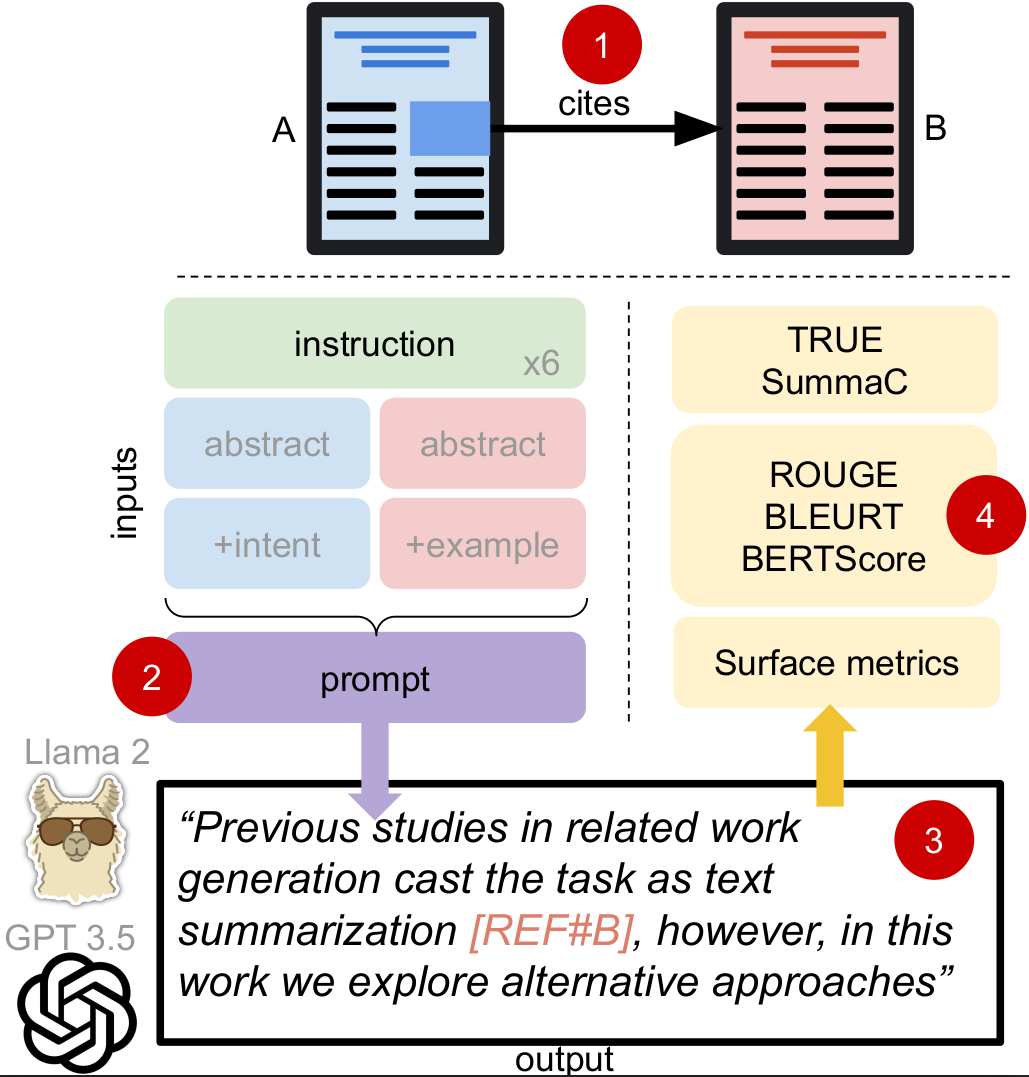 1
cites
A
B
instruction
x6
abstract
abstract
+intent
+example
inputs
2
prompt
TRUE
SummaC
ROUGE
BLEURT
BERTScore
4
Surface metrics
Llama 2
GPT 3.5
3
“Previous studies in related work
generation cast the task as text
summarization [REF#B], however, in this
work we explore alternative approaches”
output